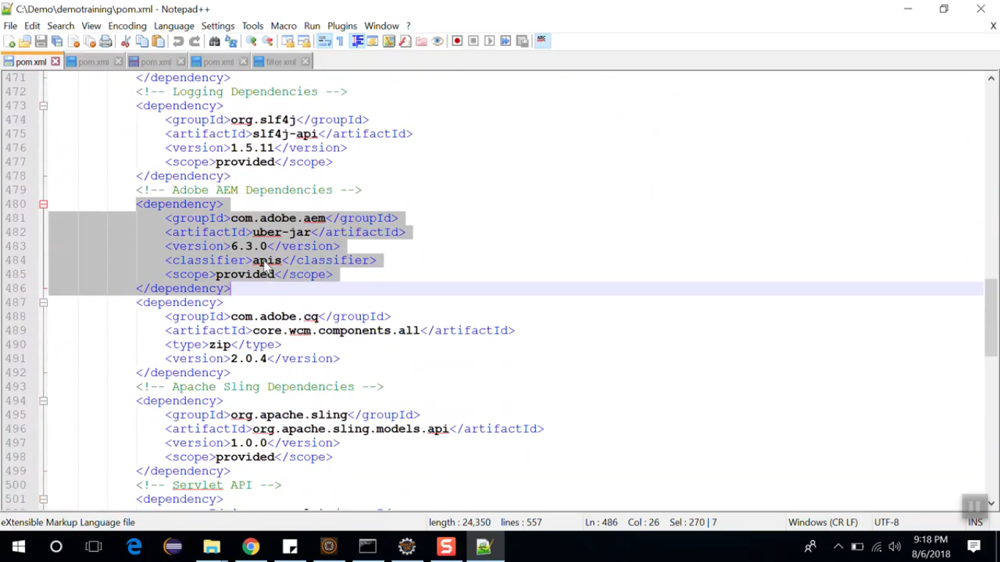 C:\Demo\demotraining\pom.xml - Notepad++
File Edit Search View Encoding Language Settings Tools Macro Run Plugins Window ? X
pom.xml pom.xml pom.xml pom.xml filter.xml
471 </dependency>
472 <!-- Logging Dependencies -->
473 <dependency>
474 <groupId>org.slf4j</groupId>
475 <artifactId>slf4j-api</artifactId>
476 <version>1.5.11</version>
477 <scope>provided</scope>
478 </dependency>
479 <!-- Adobe AEM Dependencies -->
480 <dependency>
481 <groupId>com.adobe.aem</groupId>
482 <artifactId>uber-jar</artifactId>
483 <version>6.3.0</version>
484 <classifier>apis</classifier>
485 <scope>provided</scope>
486 </dependency>
487 <dependency>
488 <groupId>com.adobe.cq</groupId>
489 <artifactId>core.wcm.components.all</artifactId>
490 <type>zip</type>
491 <version>2.0.4</version>
492 </dependency>
493 <!-- Apache Sling Dependencies -->
494 <dependency>
495 <groupId>org.apache.sling</groupId>
496 <artifactId>org.apache.sling.models.api</artifactId>
497 <version>1.0.0</version>
498 <scope>provided</scope>
499 </dependency>
500 <!-- Servlet API -->
501 <dependency>
eXtensible Markup Language file length : 24,350 lines : 557 Ln : 486 Col : 26 Sel : 270 | 7 Windows (CR LF) UTF-8 INS
9:18 PM
8/6/2018